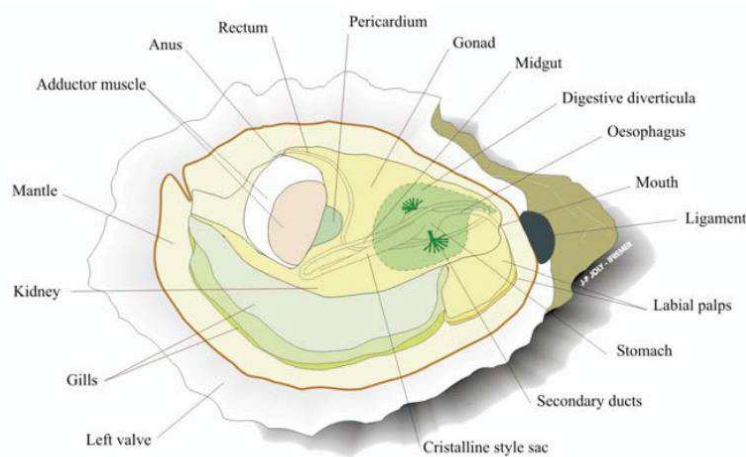 Pericardium
Rectum
Gonad
Anus
Midgut
Adductor muscle
Digestive diverticula
Oesophagus
Mouth
Mantle
Ligament
J-P JOLY - IFREMER
Kidney
Labial palps
Stomach
Gills
Secondary ducts
Left valve
Cristalline style sac